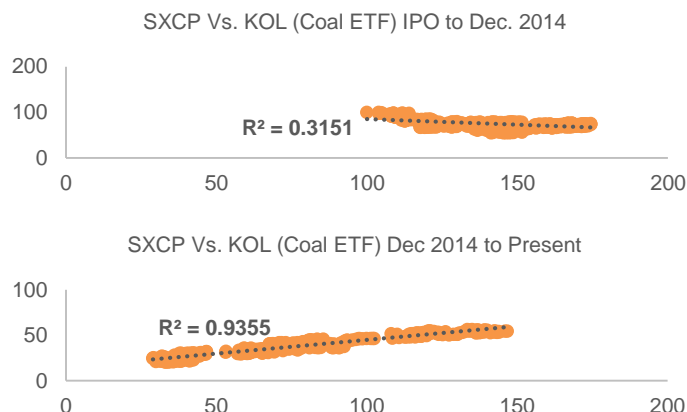 SXCP Vs. KOL (Coal ETF) IPO to Dec. 2014
200
100
R² = 0.3151
0
0 50 100 150 200
SXCP Vs. KOL (Coal ETF) Dec 2014 to Present
100
R² = 0.9355
50
0
0 50 100 150 200